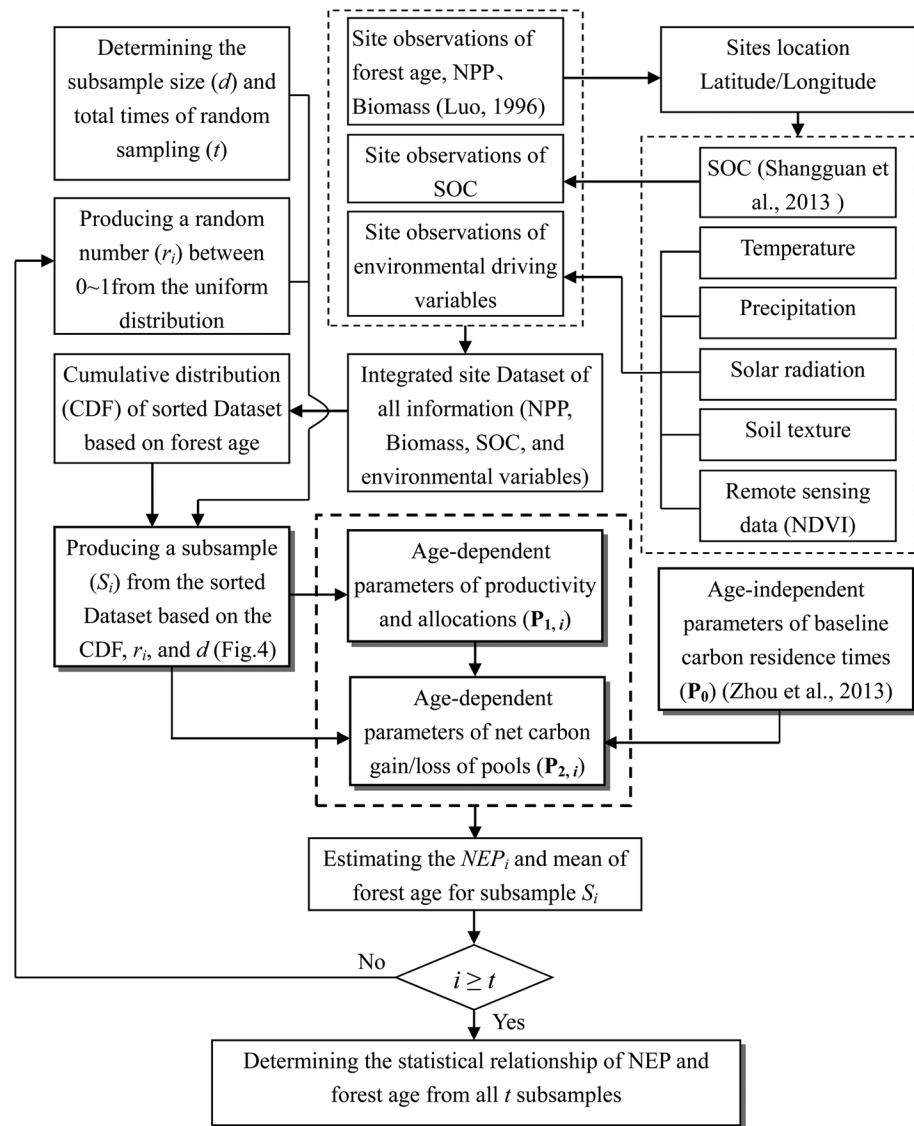 Determining the
subsample size (d) and
total times of random
sampling (t)
Site observations of
forest age, NPP、
Biomass (Luo, 1996)
Sites location
Latitude/Longitude
Site observations of
SOC
SOC (Shangguan et
al., 2013 )
Producing a random
number (ri) between
0~1from the uniform
distribution
Site observations of
environmental driving
variables
Temperature
Precipitation
Solar radiation
Soil texture
Remote sensing
data (NDVI)
Cumulative distribution
(CDF) of sorted Dataset
based on forest age
Integrated site Dataset of
all information (NPP,
Biomass, SOC, and
environmental variables)
Producing a subsample
(Si) from the sorted
Dataset based on the
CDF, ri, and d (Fig.4)
Age-dependent
parameters of productivity
and allocations (P1, i)
Age-dependent
parameters of net carbon
gain/loss of pools (P2, i)
Age-independent
parameters of baseline
carbon residence times
(P0) (Zhou et al., 2013)
Estimating the NEPi and mean of
forest age for subsample Si
No
i ≥ t
Yes
Determining the statistical relationship of NEP and
forest age from all t subsamples